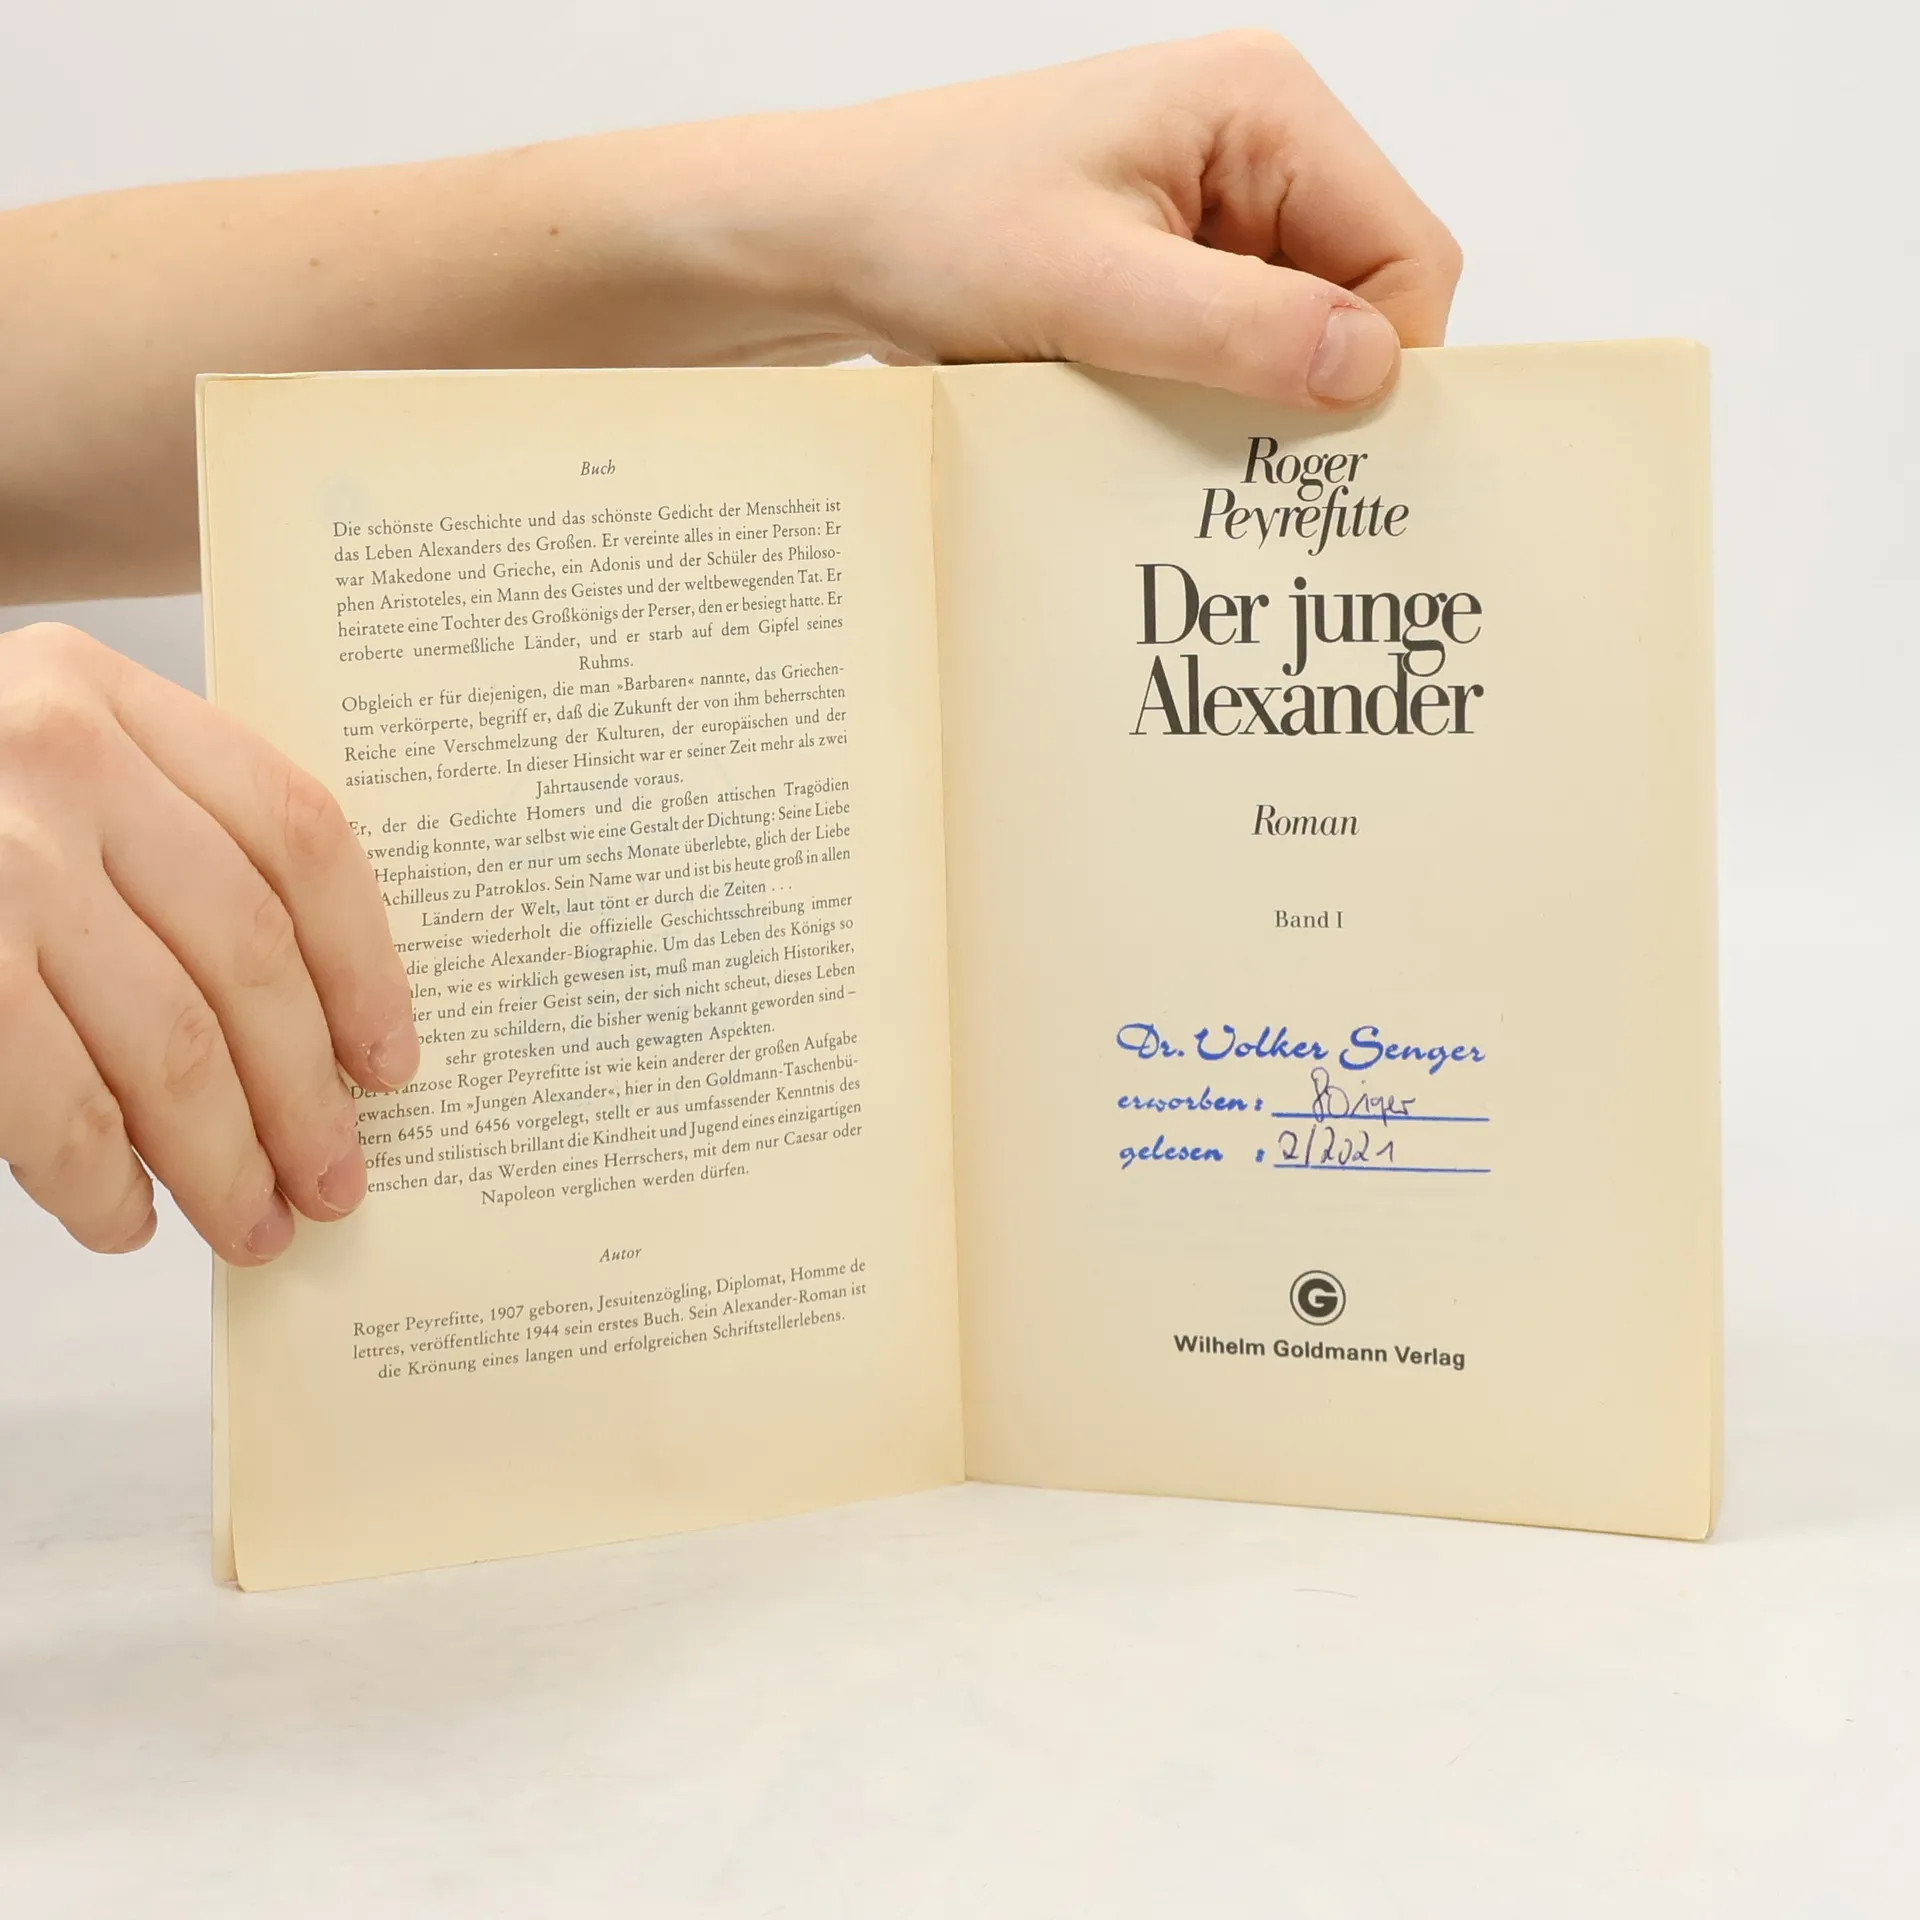 Buch
Die schönste Geschichte und das schönste Gedicht der Menschheit ist
das Leben Alexanders des Großen. Er vereinte alles in einer Person: Er
war Makedone und Grieche, ein Adonis und der Schüler des Philoso-
phen Aristoteles, ein Mann des Geistes und der weltbewegenden Tat. Er
heiratete eine Tochter des Großkönigs der Perser, den er besiegt hatte. Er
eroberte unermeßliche Länder, und er starb auf dem Gipfel seines
Ruhms.
Obgleich er für diejenigen, die man »Barbaren« nannte, das Griechen-
tum verkörperte, begriff er, daß die Zukunft der von ihm beherrschten
Reiche eine Verschmelzung der Kulturen, der europäischen und der
asiatischen, forderte. In dieser Hinsicht war er seiner Zeit mehr als zwei
Jahrtausende voraus.
Er, der die Gedichte Homers und die großen attischen Tragödien
swendig konnte, war selbst wie eine Gestalt der Dichtung: Seine Liebe
Hephaistion, den er nur um sechs Monate überlebte, glich der Liebe
Achilleus zu Patroklos. Sein Name war und ist bis heute groß in allen
Ländern der Welt, laut tönt er durch die Zeiten . . .
merweise wiederholt die offizielle Geschichtsschreibung immer
die gleiche Alexander-Biographie. Um das Leben des Königs so
len, wie es wirklich gewesen ist, muß man zugleich Historiker,
ier und ein freier Geist sein, der sich nicht scheut, dieses Leben
pekten zu schildern, die bisher wenig bekannt geworden sind –
sehr grotesken und auch gewagten Aspekten.
Der Franzose Roger Peyrefitte ist wie kein anderer der großen Aufgabe
gewachsen. Im »Jungen Alexander«, hier in den Goldmann-Taschenbü-
hern 6455 und 6456 vorgelegt, stellt er aus umfassender Kenntnis des
offes und stilistisch brillant die Kindheit und Jugend eines einzigartigen
enschen dar, das Werden eines Herrschers, mit dem nur Caesar oder
Napoleon verglichen werden dürfen.
Autor
Roger Peyrefitte, 1907 geboren, Jesuitenzögling, Diplomat, Homme de
lettres, veröffentlichte 1944 sein erstes Buch. Sein Alexander-Roman ist
die Krönung eines langen und erfolgreichen Schriftstellerlebens.
Roger
Peyrefitte
Der junge
Alexander
Roman
Band I
Dr. Volker Senger
erworben:
gelesen : 2/2021
G
Wilhelm Goldmann Verlag